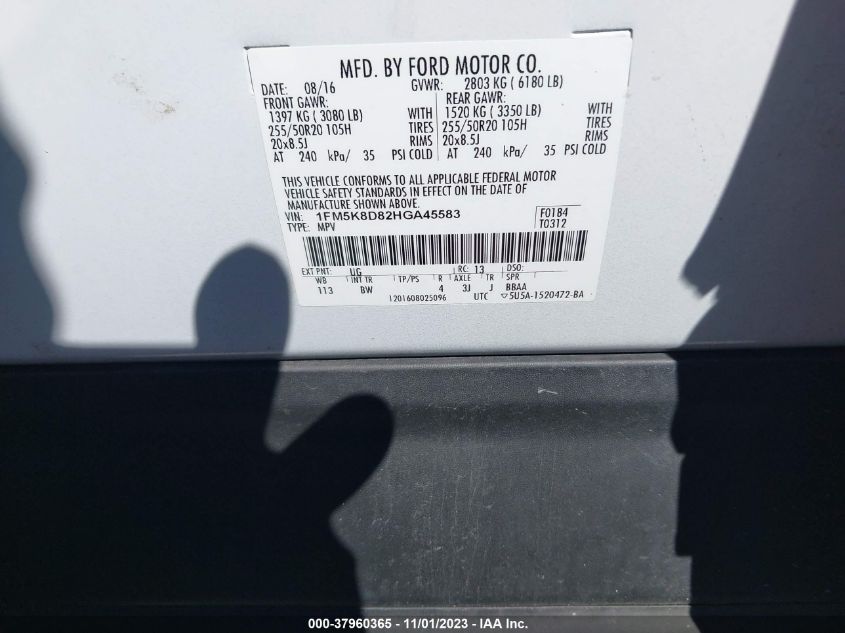 MFD. BY FORD MOTOR CO.
DATE: 08/16 GVWR: 2803 KG ( 6180 LB)
FRONT GAWR: REAR GAWR:
1397 KG ( 3080 LB) WITH 1520 KG ( 3350 LB) WITH
255/50R20 105H TIRES 255/50R20 105H TIRES
20x8.5J RIMS 20x8.5J RIMS
AT 240 kPa/ 35 PSI COLD AT 240 kPa/ 35 PSI COLD
THIS VEHICLE CONFORMS TO ALL APPLICABLE FEDERAL MOTOR
VEHICLE SAFETY STANDARDS IN EFFECT ON THE DATE OF
MANUFACTURE SHOWN ABOVE.
VIN: 1FM5K8D82HGA45583 F0184
TYPE: MPV T0312
EXT PNT: UG RC: 13 DSO:
WB INT TR TP/PS R AXLE TR SPR
113 BW 4 3J J BBAA
1201608025096 UTC ▽5U5A-1520472-BA
000-37960365 - 11/01/2023 - IAA Inc.